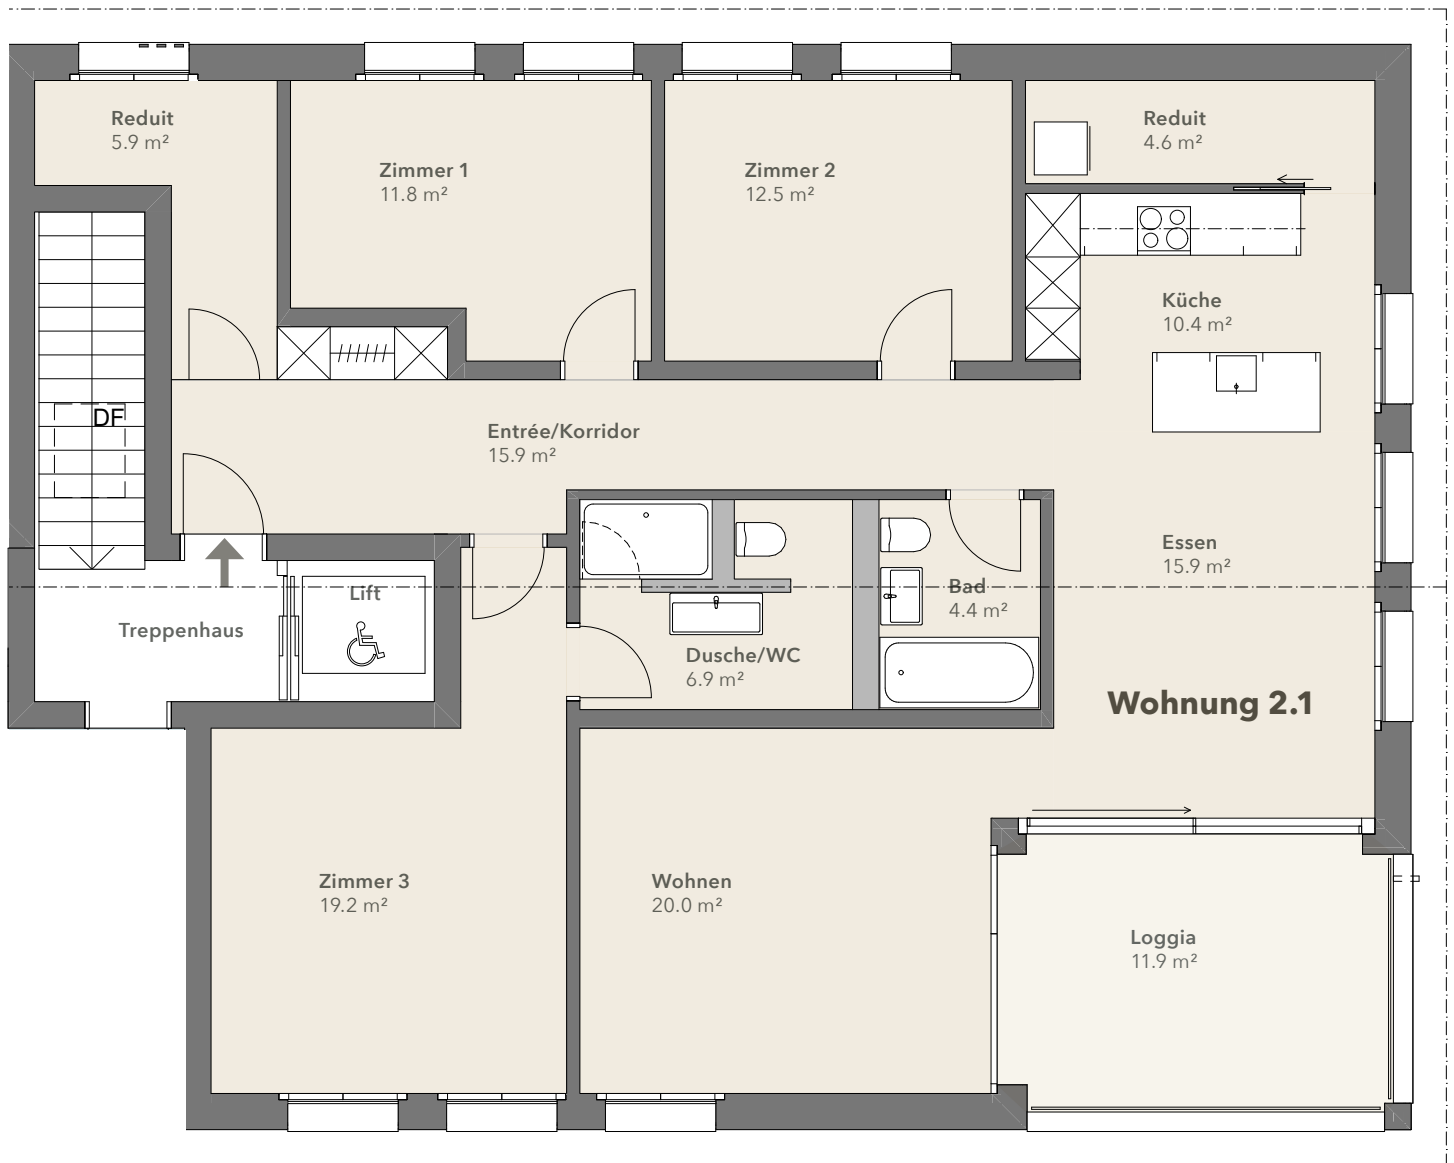 Reduit
5.9 m²
Zimmer 1
11.8 m²
Zimmer 2
12.5 m²
Reduit
4.6 m²
Küche
10.4 m²
DF
Entrée/Korridor
15.9 m²
Essen
15.9 m²
Lift
Treppenhaus
Bad
4.4 m²
Dusche/WC
6.9 m²
Wohnung 2.1
Zimmer 3
19.2 m²
Wohnen
20.0 m²
Loggia
11.9 m²